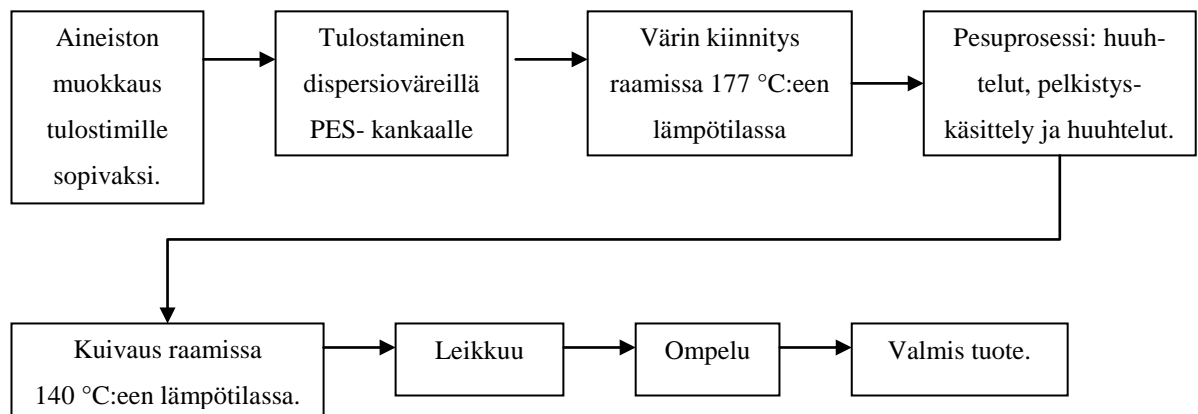 Aineiston
muokkaus
tulostimille
sopivaksi.
Tulostaminen
dispersioväreillä
PES- kankaalle
Värin kiinnitys
raamissa 177 °C:een
lämpötilassa
Pesuprosessi: huuh-
telut, pelkistys-
käsittely ja huuhtelut.
Kuivaus raamissa
140 °C:een lämpötilassa.
Leikkuu
Ompelu
Valmis tuote.